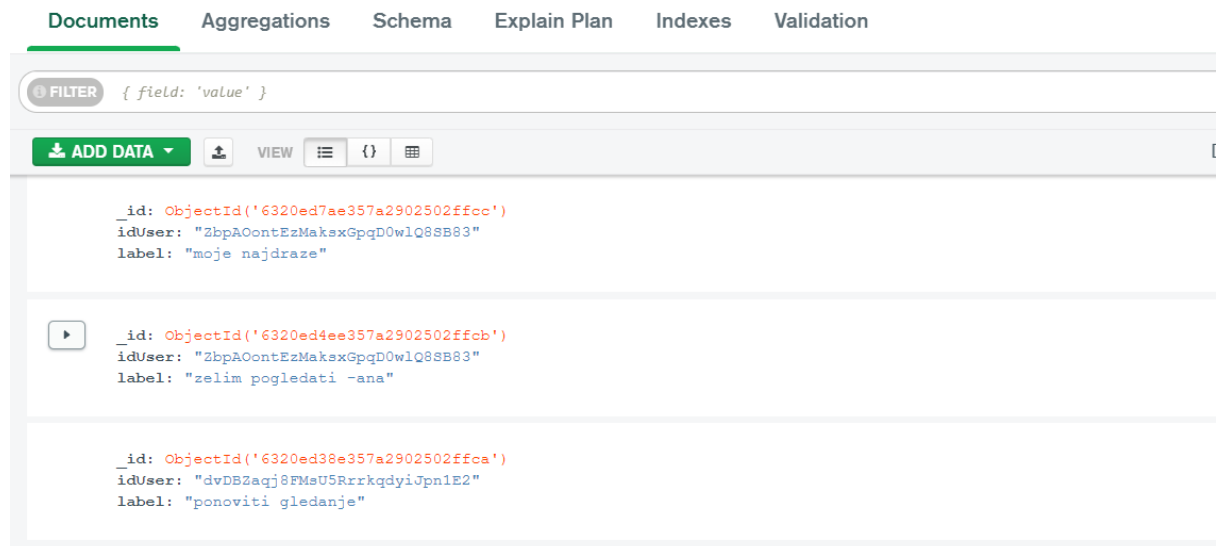 Documents Aggregations Schema Explain Plan Indexes Validation
FILTER { field: 'value' }
ADD DATA VIEW {}
_id: ObjectId('6320ed7ae357a2902502ffcc')
idUser: "ZbpAOontEzMaksxGpqD0wlQ8SB83"
label: "moje najdraze"
_id: ObjectId('6320ed4ee357a2902502ffcb')
idUser: "ZbpAOontEzMaksxGpqD0wlQ8SB83"
label: "zelim pogledati -ana"
_id: ObjectId('6320ed38e357a2902502ffca')
idUser: "dvDBZaqj8FMsU5RrrkqdyiJpn1E2"
label: "ponoviti gledanje"